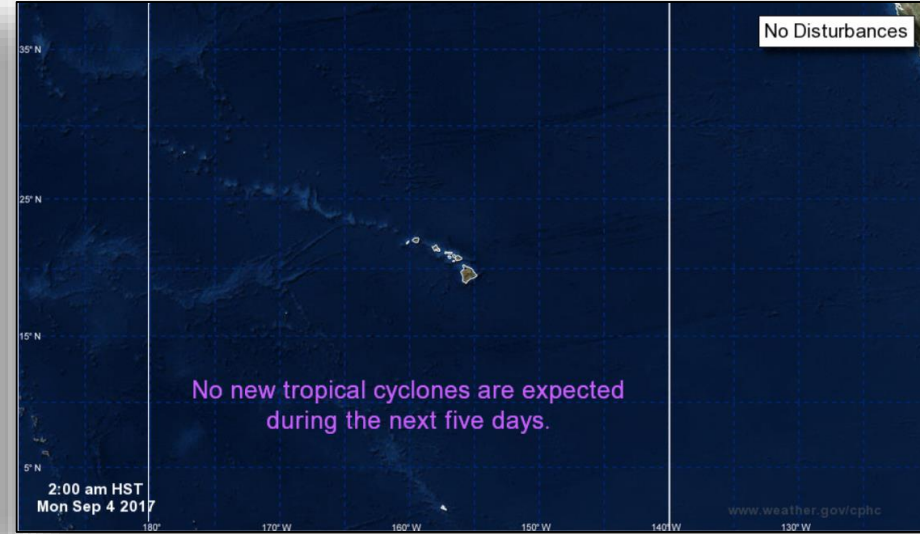 No Disturbances
35° N
25° N
15° N
No new tropical cyclones are expected
during the next five days.
5° N
2:00 am HST
Mon Sep 4 2017
www.weather.gov/cphc
180°
170° W
160° W
150° W
140° W
130° W